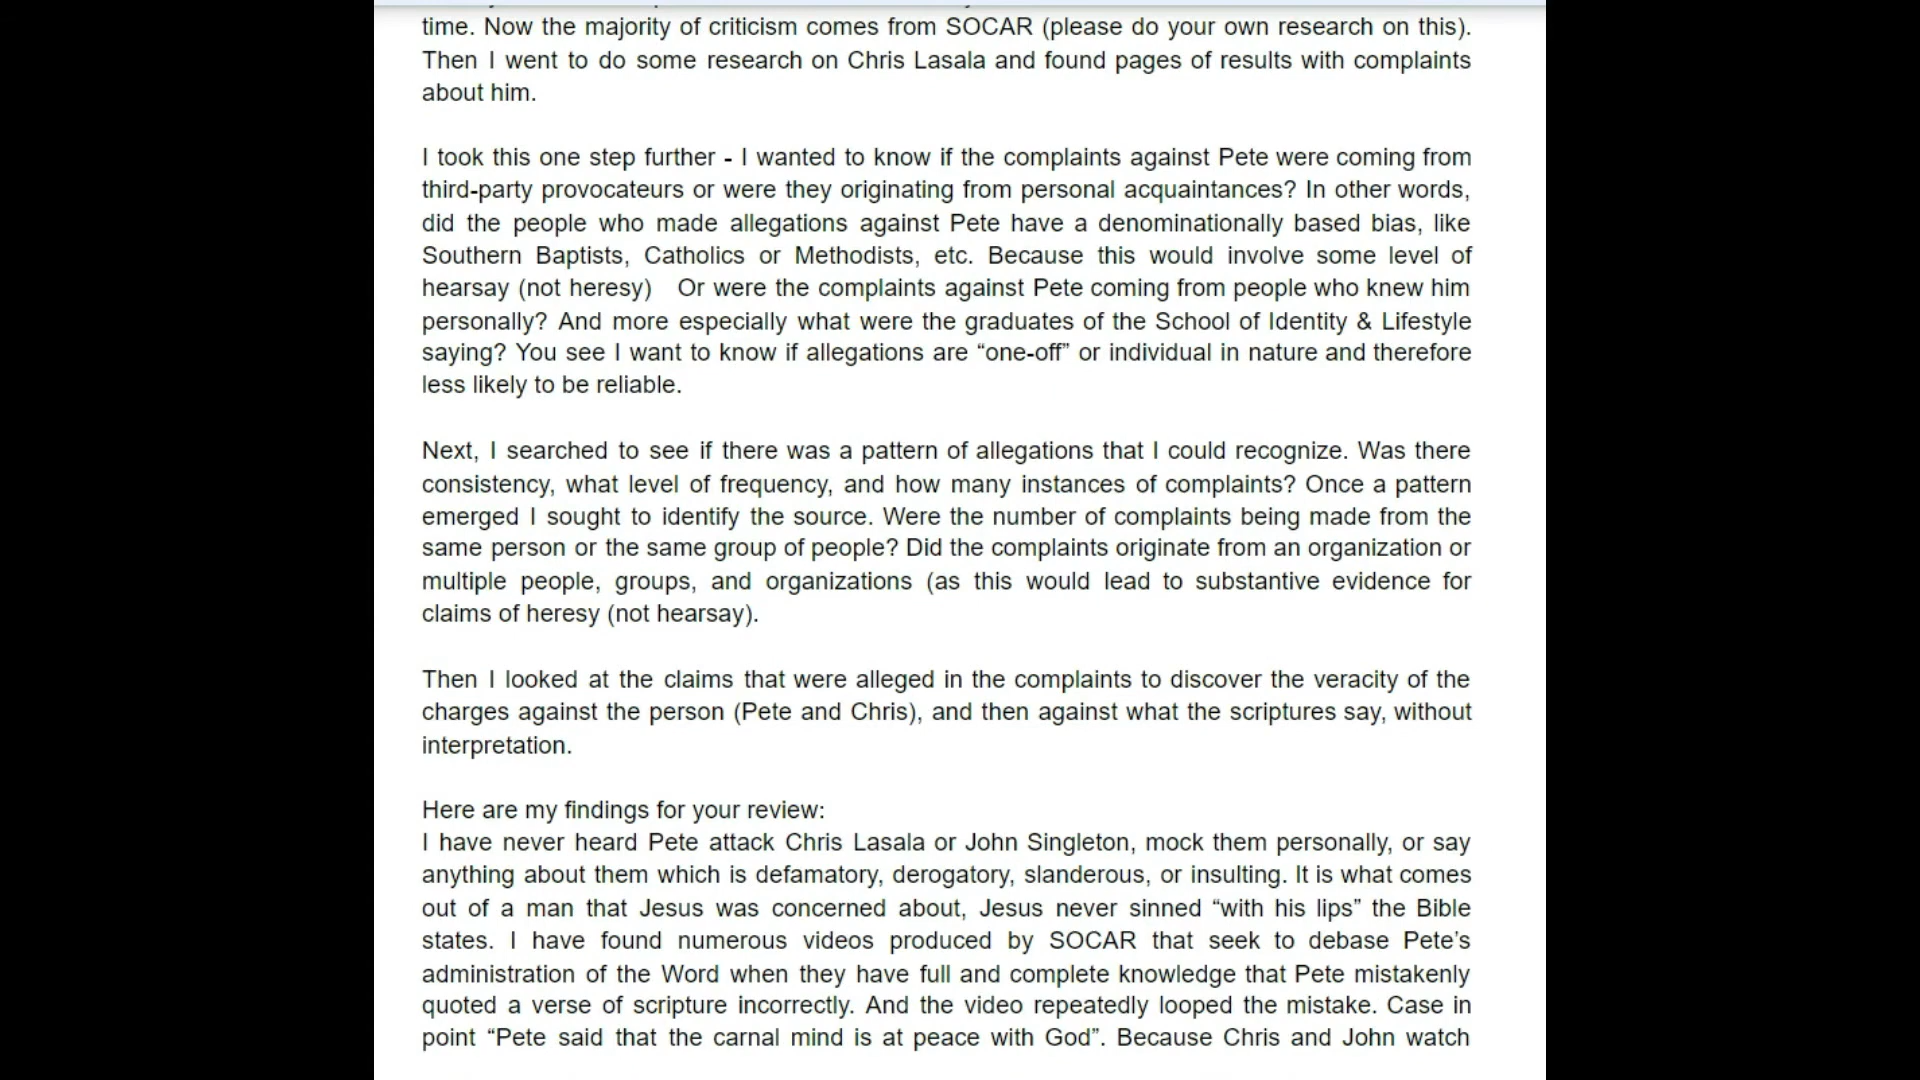 time. Now the majority of criticism comes from SOCAR (please do your own research on this).
Then I went to do some research on Chris Lasala and found pages of results with complaints
about him.
I took this one step further - I wanted to know if the complaints against Pete were coming from
third-party provocateurs or were they originating from personal acquaintances? In other words,
did the people who made allegations against Pete have a denominationally based bias, like
Southern Baptists, Catholics or Methodists, etc. Because this would involve some level of
hearsay (not heresy)   Or were the complaints against Pete coming from people who knew him
personally? And more especially what were the graduates of the School of Identity & Lifestyle
saying? You see I want to know if allegations are “one-off” or individual in nature and therefore
less likely to be reliable.
Next, I searched to see if there was a pattern of allegations that I could recognize. Was there
consistency, what level of frequency, and how many instances of complaints? Once a pattern
emerged I sought to identify the source. Were the number of complaints being made from the
same person or the same group of people? Did the complaints originate from an organization or
multiple people, groups, and organizations (as this would lead to substantive evidence for
claims of heresy (not hearsay).
Then I looked at the claims that were alleged in the complaints to discover the veracity of the
charges against the person (Pete and Chris), and then against what the scriptures say, without
interpretation.
Here are my findings for your review:
I have never heard Pete attack Chris Lasala or John Singleton, mock them personally, or say
anything about them which is defamatory, derogatory, slanderous, or insulting. It is what comes
out of a man that Jesus was concerned about, Jesus never sinned “with his lips” the Bible
states. I have found numerous videos produced by SOCAR that seek to debase Pete’s
administration of the Word when they have full and complete knowledge that Pete mistakenly
quoted a verse of scripture incorrectly. And the video repeatedly looped the mistake. Case in
point “Pete said that the carnal mind is at peace with God”. Because Chris and John watch